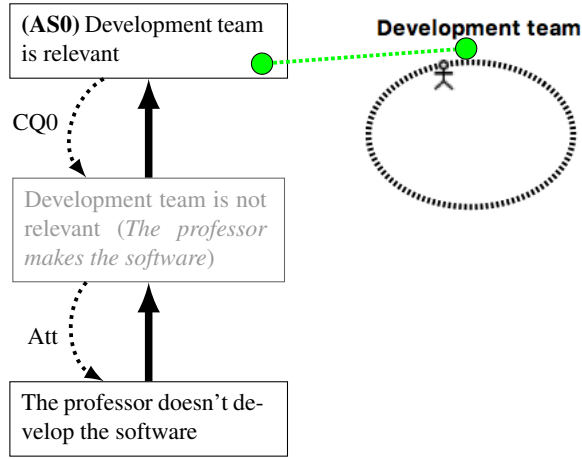 (AS0) Development team
is relevant
Development team
CQ0
Development team is not
relevant (The professor
makes the software)
Att
The professor doesn't de-
velop the software